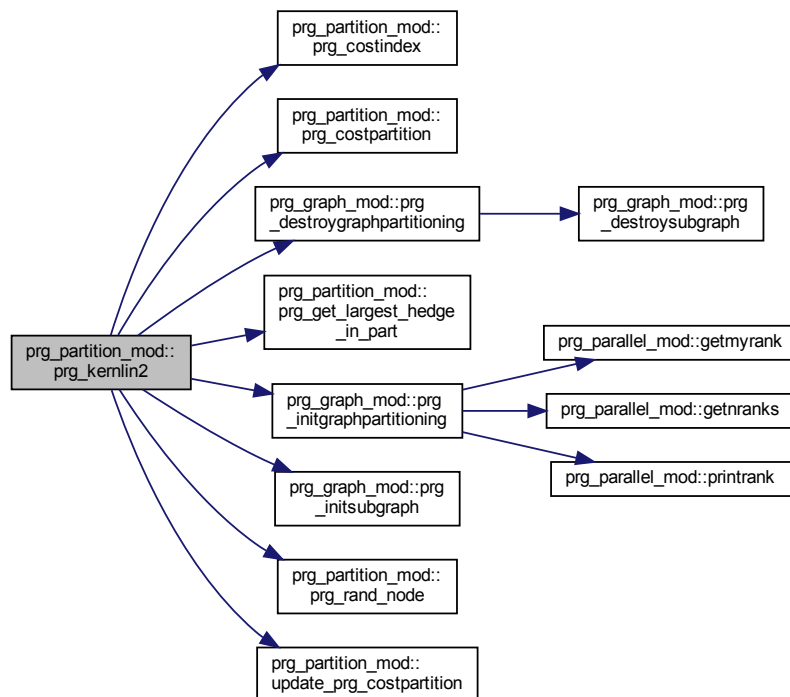 prg_partition_mod::
prg_costindex
prg_partition_mod::
prg_costpartition
prg_graph_mod::prg
_destroygraphpartitioning
prg_graph_mod::prg
_destroysubgraph
prg_partition_mod::
prg_get_largest_hedge
_in_part
prg_partition_mod::
prg_kernlin2
prg_parallel_mod::getmyrank
prg_graph_mod::prg
_initgraphpartitioning
prg_parallel_mod::getnranks
prg_parallel_mod::printrank
prg_graph_mod::prg
_initsubgraph
prg_partition_mod::
prg_rand_node
prg_partition_mod::
update_prg_costpartition